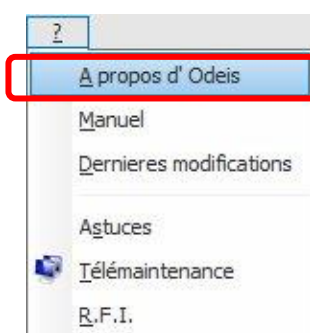 ?
A propos d' Odeis
Manuel
Dernieres modifications
Astuces
Télémaintenance
R.F.I.